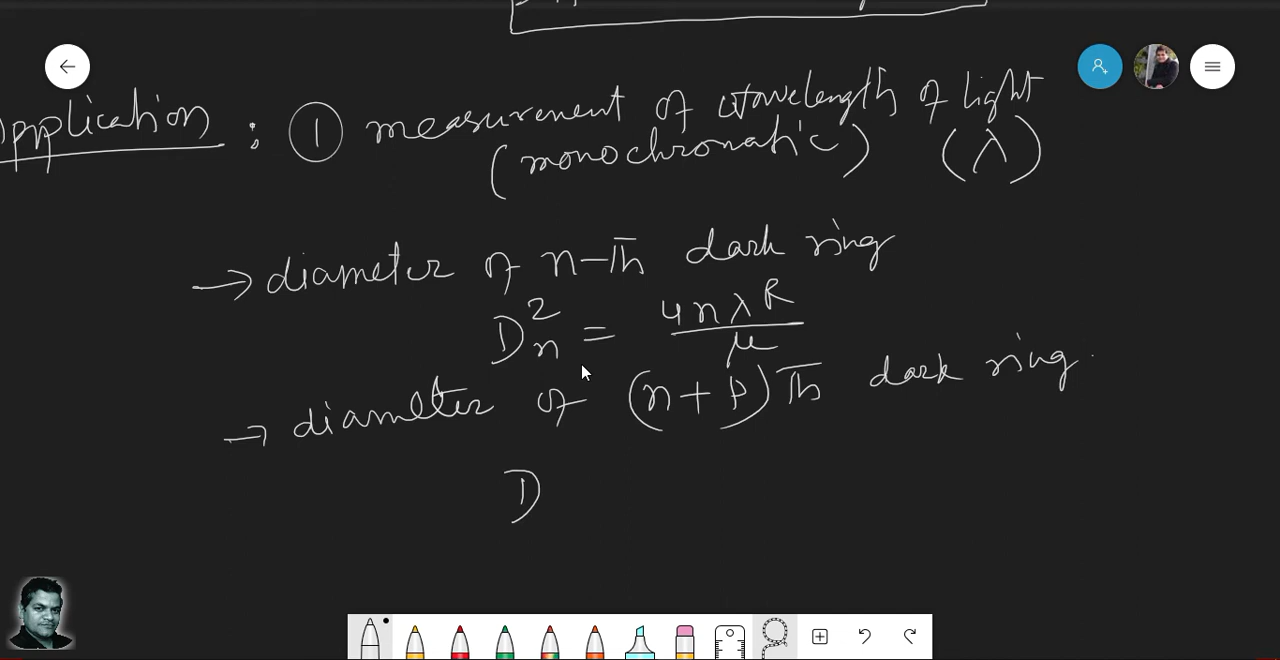 Application : ① measurement of wavelength of light
(monochromatic) (λ)
→ diameter of n-th dark ring
D²ₙ = 4nλR/μ
→ diameter of (n+p)th dark ring.
D